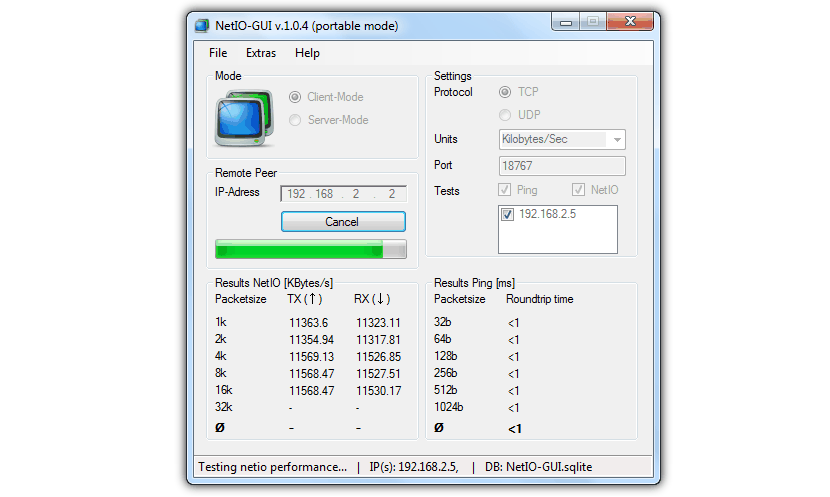 NetIO-GUI v.1.0.4 (portable mode)
File Extras Help
Mode
Client-Mode
Server-Mode
Settings
Protocol TCP
UDP
Units Kilobytes/Sec
Port 18767
Tests Ping NetIO
192.168.2.5
Remote Peer
IP-Adress 192 . 168 . 2 . 2
Cancel
Results NetIO [KBytes/s]
Packetsize TX (↑) RX (↓)
1k 11363.6 11323.11
2k 11354.94 11317.81
4k 11569.13 11526.85
8k 11568.47 11527.51
16k 11568.47 11530.17
32k - -
Ø - -
Results Ping [ms]
Packetsize Roundtrip time
32b <1
64b <1
128b <1
256b <1
512b <1
1024b <1
Ø <1
Testing netio performance... | IP(s): 192.168.2.5, | DB: NetIO-GUI.sqlite